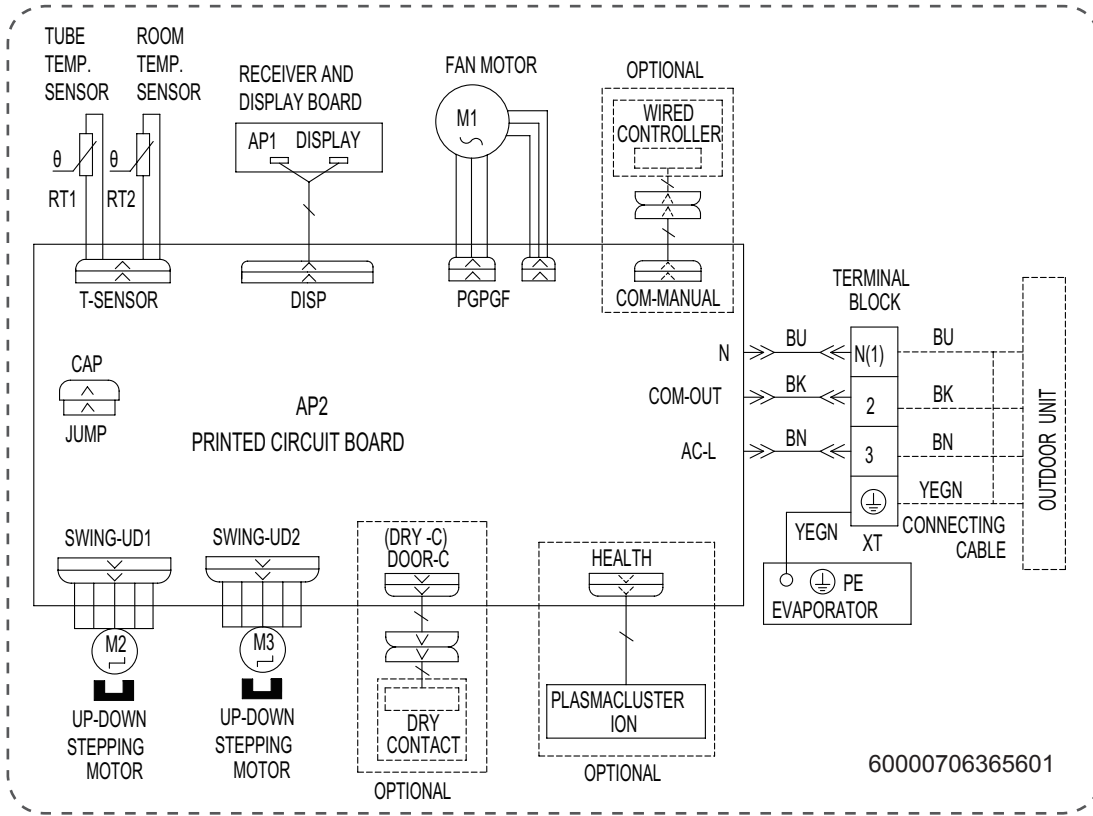 TUBE
TEMP.
SENSOR
ROOM
TEMP.
SENSOR
RECEIVER AND
DISPLAY BOARD
AP1 DISPLAY
FAN MOTOR
M1
OPTIONAL
WIRED
CONTROLLER
θ
RT1
θ
RT2
T-SENSOR
DISP
PGPGF
COM-MANUAL
TERMINAL
BLOCK
CAP
JUMP
AP2
PRINTED CIRCUIT BOARD
N
BU
N(1)
BU
COM-OUT
BK
2
BK
AC-L
BN
3
BN
YEGN
YEGN
XT
CONNECTING
CABLE
OUTDOOR UNIT
PE
EVAPORATOR
SWING-UD1
M2
UP-DOWN
STEPPING
MOTOR
SWING-UD2
M3
UP-DOWN
STEPPING
MOTOR
(DRY -C)
DOOR-C
DRY
CONTACT
OPTIONAL
HEALTH
PLASMACLUSTER
ION
OPTIONAL
60000706365601